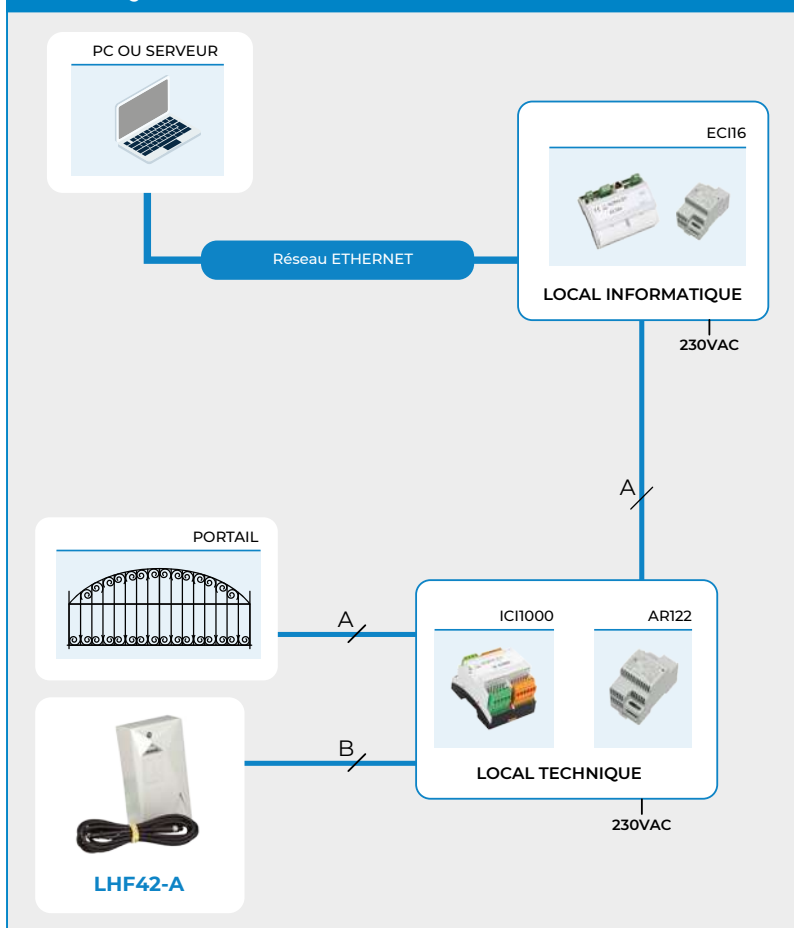 PC OU SERVEUR
ECI16
Réseau ETHERNET
LOCAL INFORMATIQUE
230VAC
A
PORTAIL
A
ICI1000
AR122
B
LOCAL TECHNIQUE
230VAC
LHF42-A